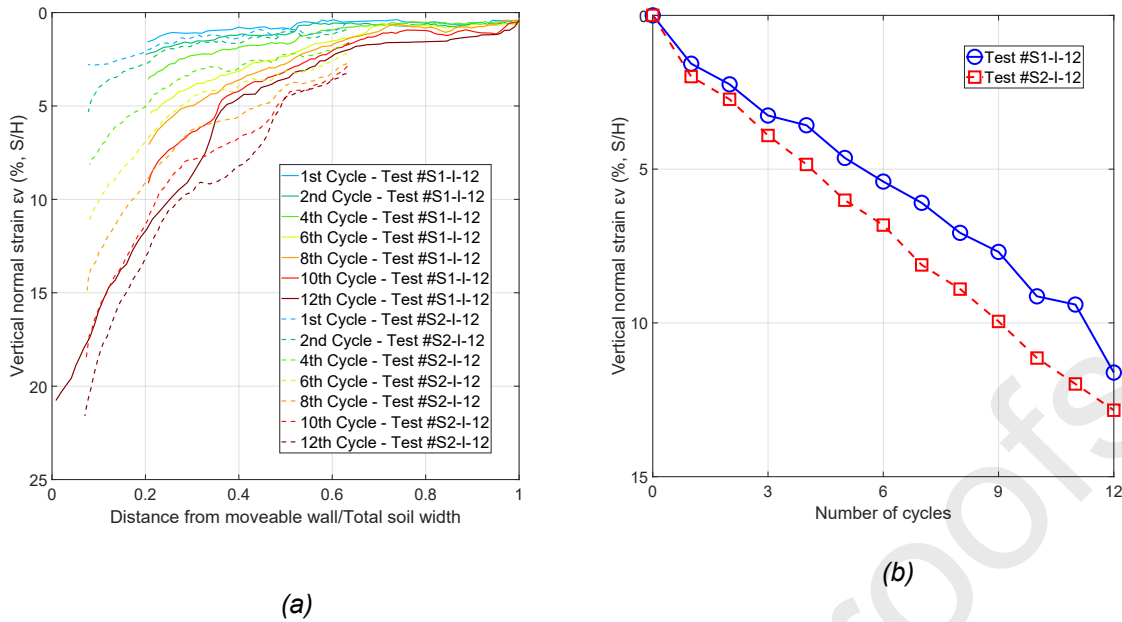 0
5
10
15
20
25
Vertical normal strain εv (%, S/H)
1st Cycle - Test #S1-I-12
2nd Cycle - Test #S1-I-12
4th Cycle - Test #S1-I-12
6th Cycle - Test #S1-I-12
8th Cycle - Test #S1-I-12
10th Cycle - Test #S1-I-12
12th Cycle - Test #S1-I-12
1st Cycle - Test #S2-I-12
2nd Cycle - Test #S2-I-12
4th Cycle - Test #S2-I-12
6th Cycle - Test #S2-I-12
8th Cycle - Test #S2-I-12
10th Cycle - Test #S2-I-12
12th Cycle - Test #S2-I-12
0 0.2 0.4 0.6 0.8 1
Distance from moveable wall/Total soil width
(a)
0
5
10
15
Vertical normal strain εv (%, S/H)
Test #S1-I-12
Test #S2-I-12
0 3 6 9 12
Number of cycles
(b)
oofs